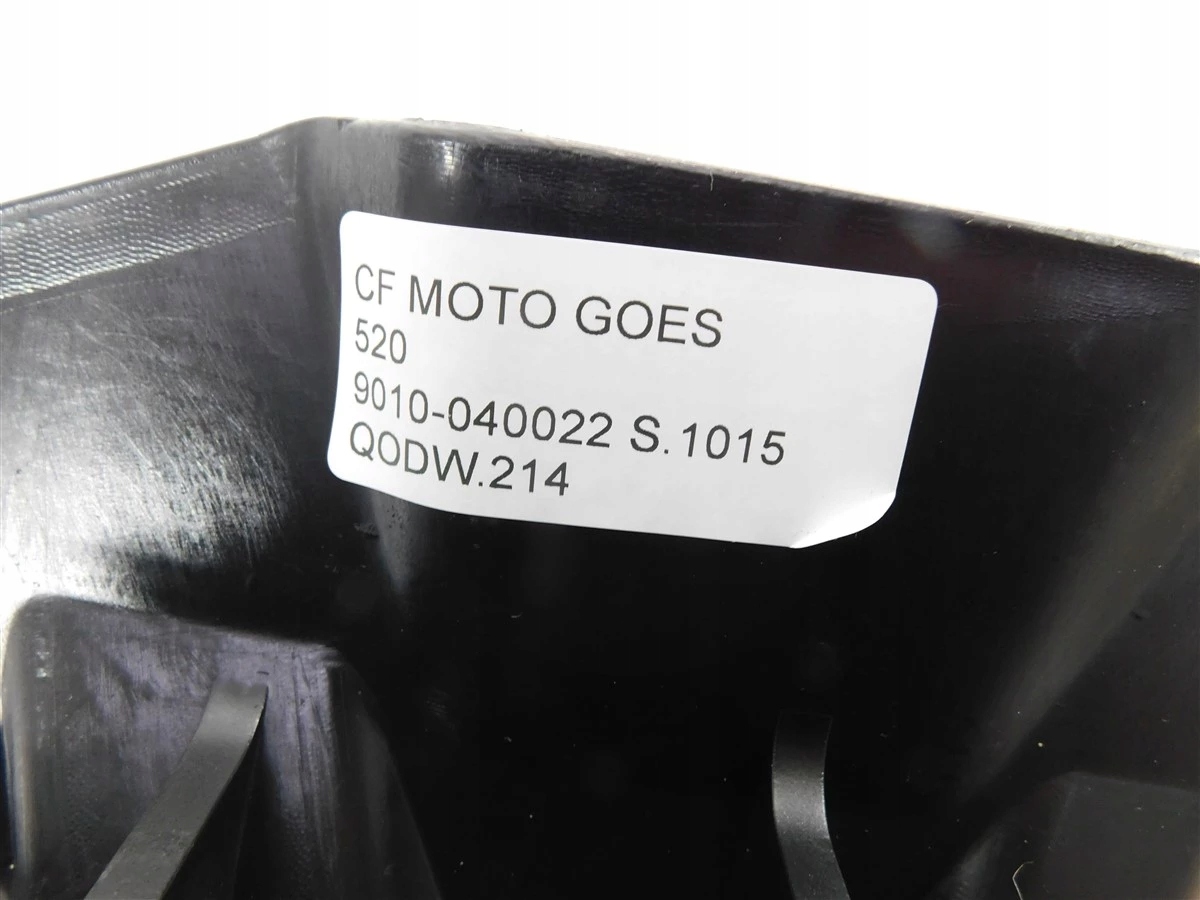 CF MOTO GOES
520
9010-040022 S.1015
QODW.214